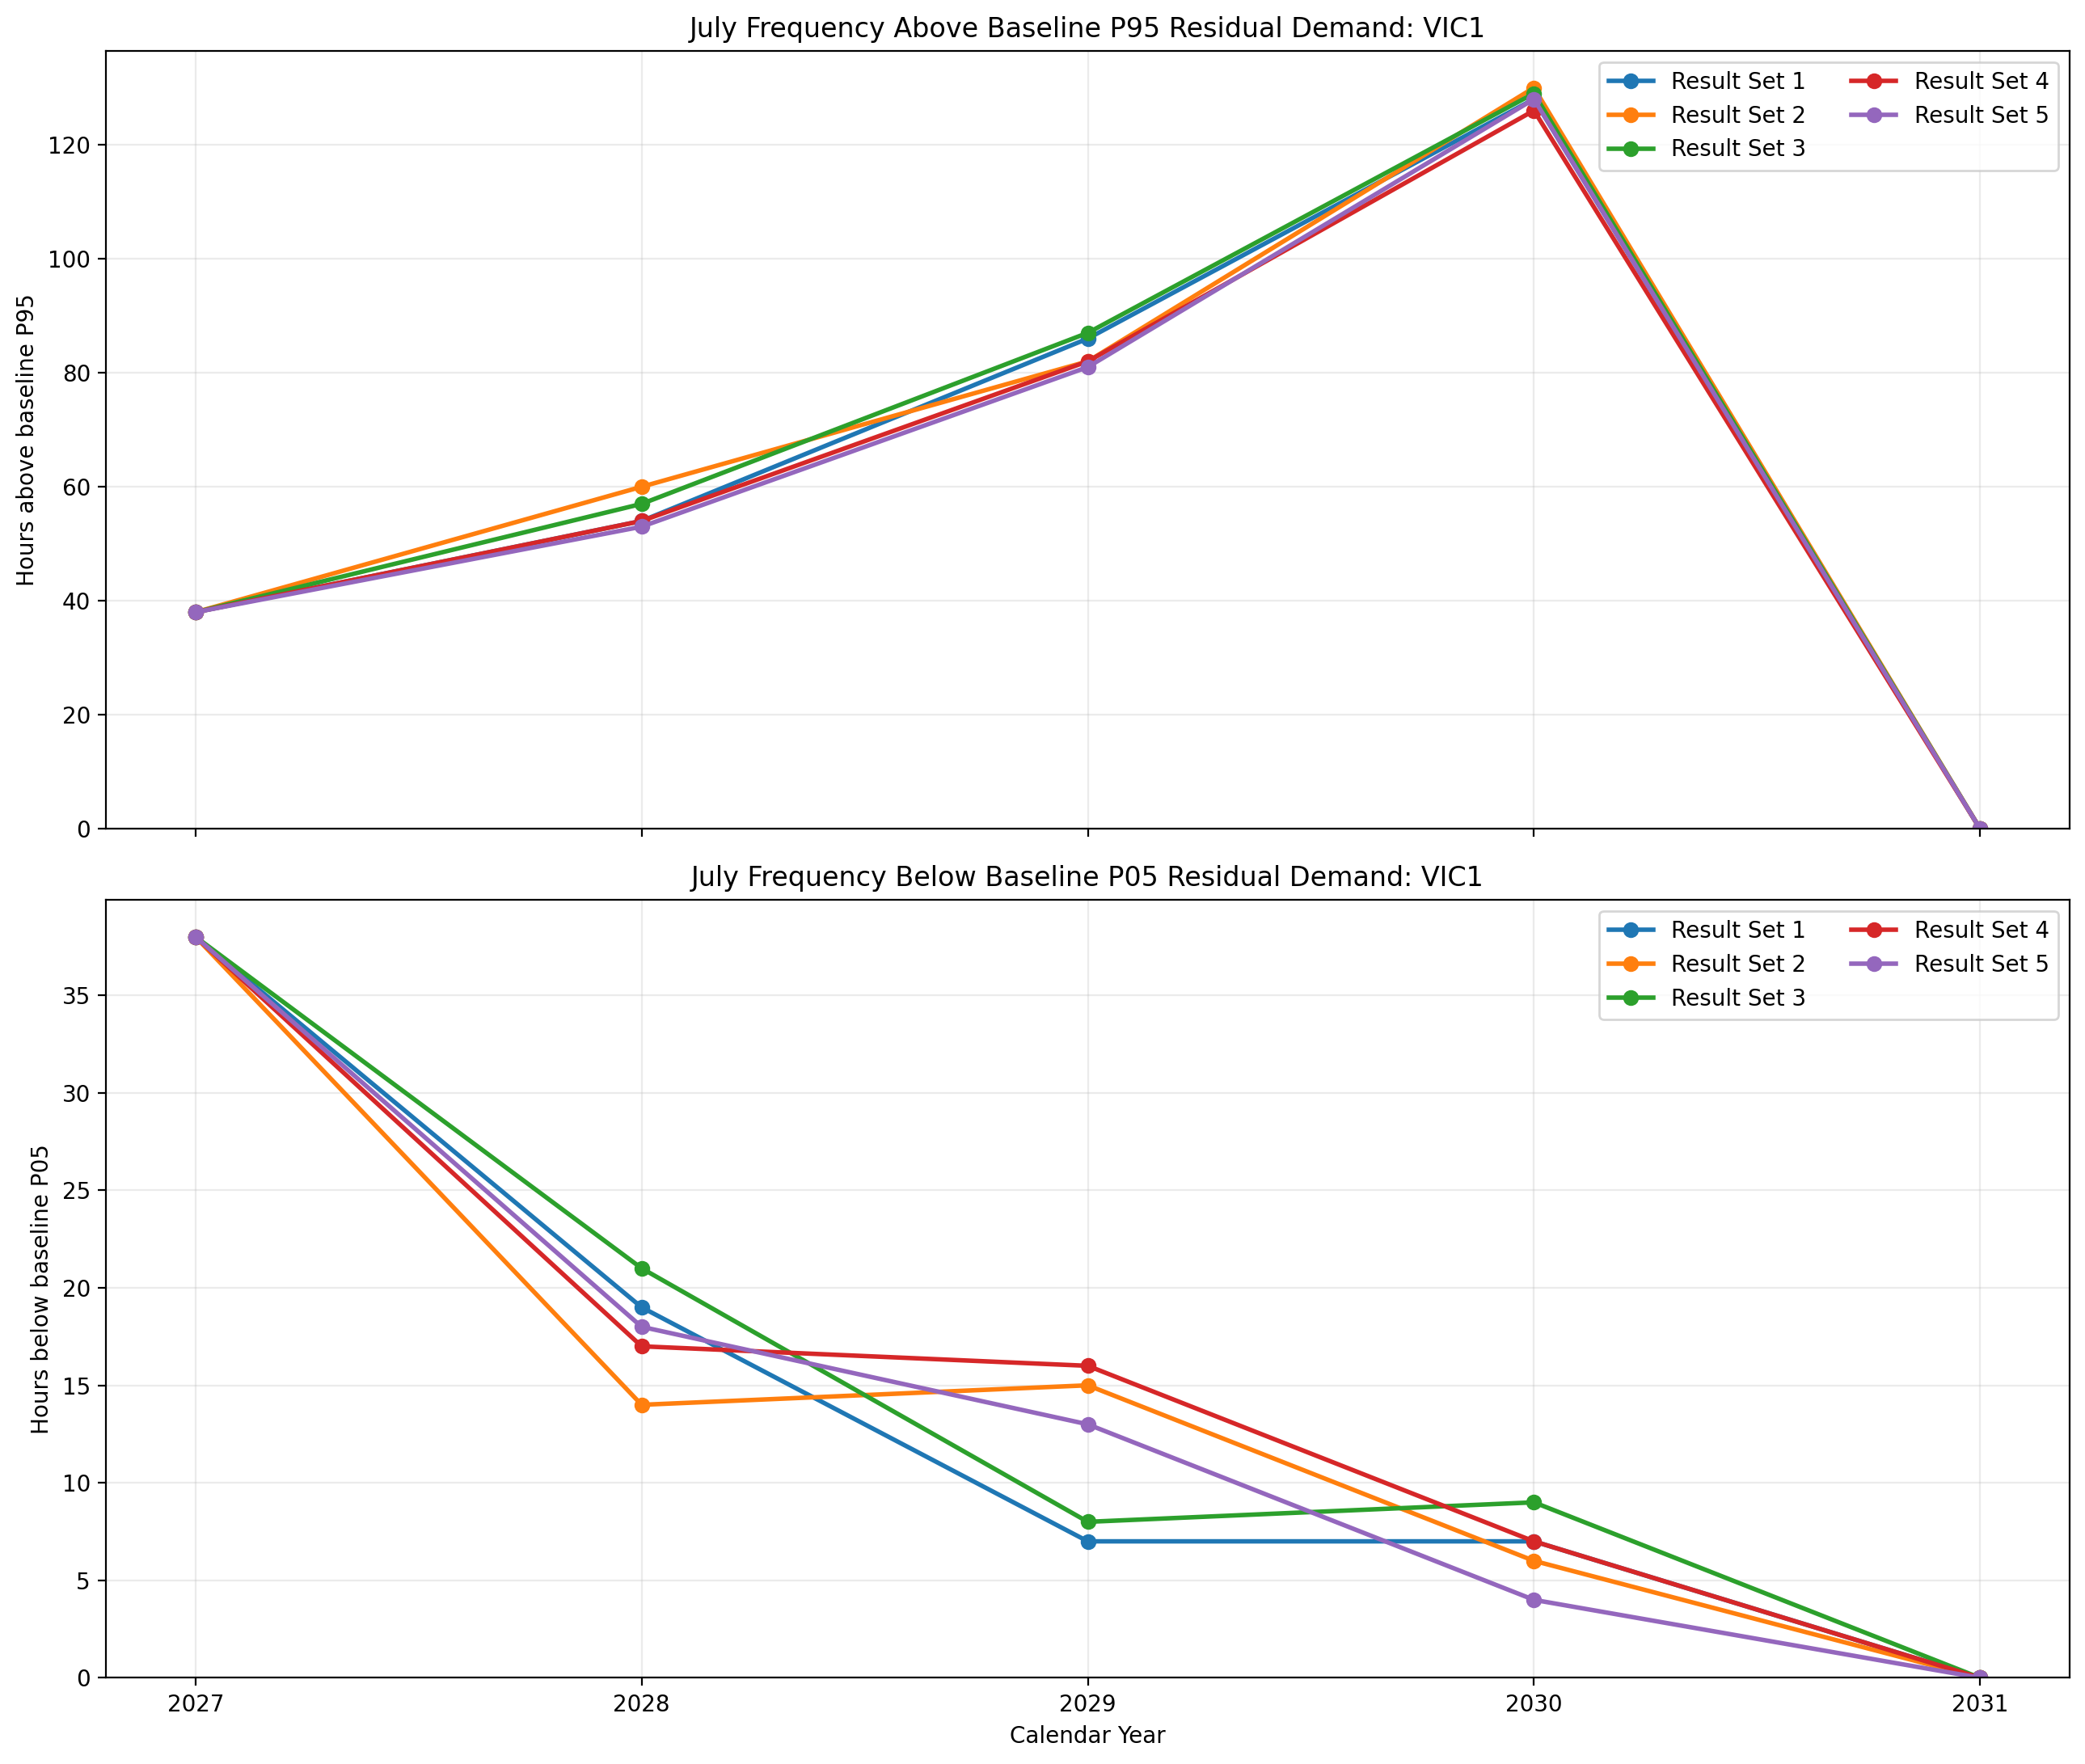 July Frequency Above Baseline P95 Residual Demand: VIC1
Hours above baseline P95
120
100
80
60
40
20
0
Result Set 1
Result Set 2
Result Set 3
Result Set 4
Result Set 5
July Frequency Below Baseline P05 Residual Demand: VIC1
Hours below baseline P05
35
30
25
20
15
10
5
0
Result Set 1
Result Set 2
Result Set 3
Result Set 4
Result Set 5
2027 2028 2029 2030 2031
Calendar Year